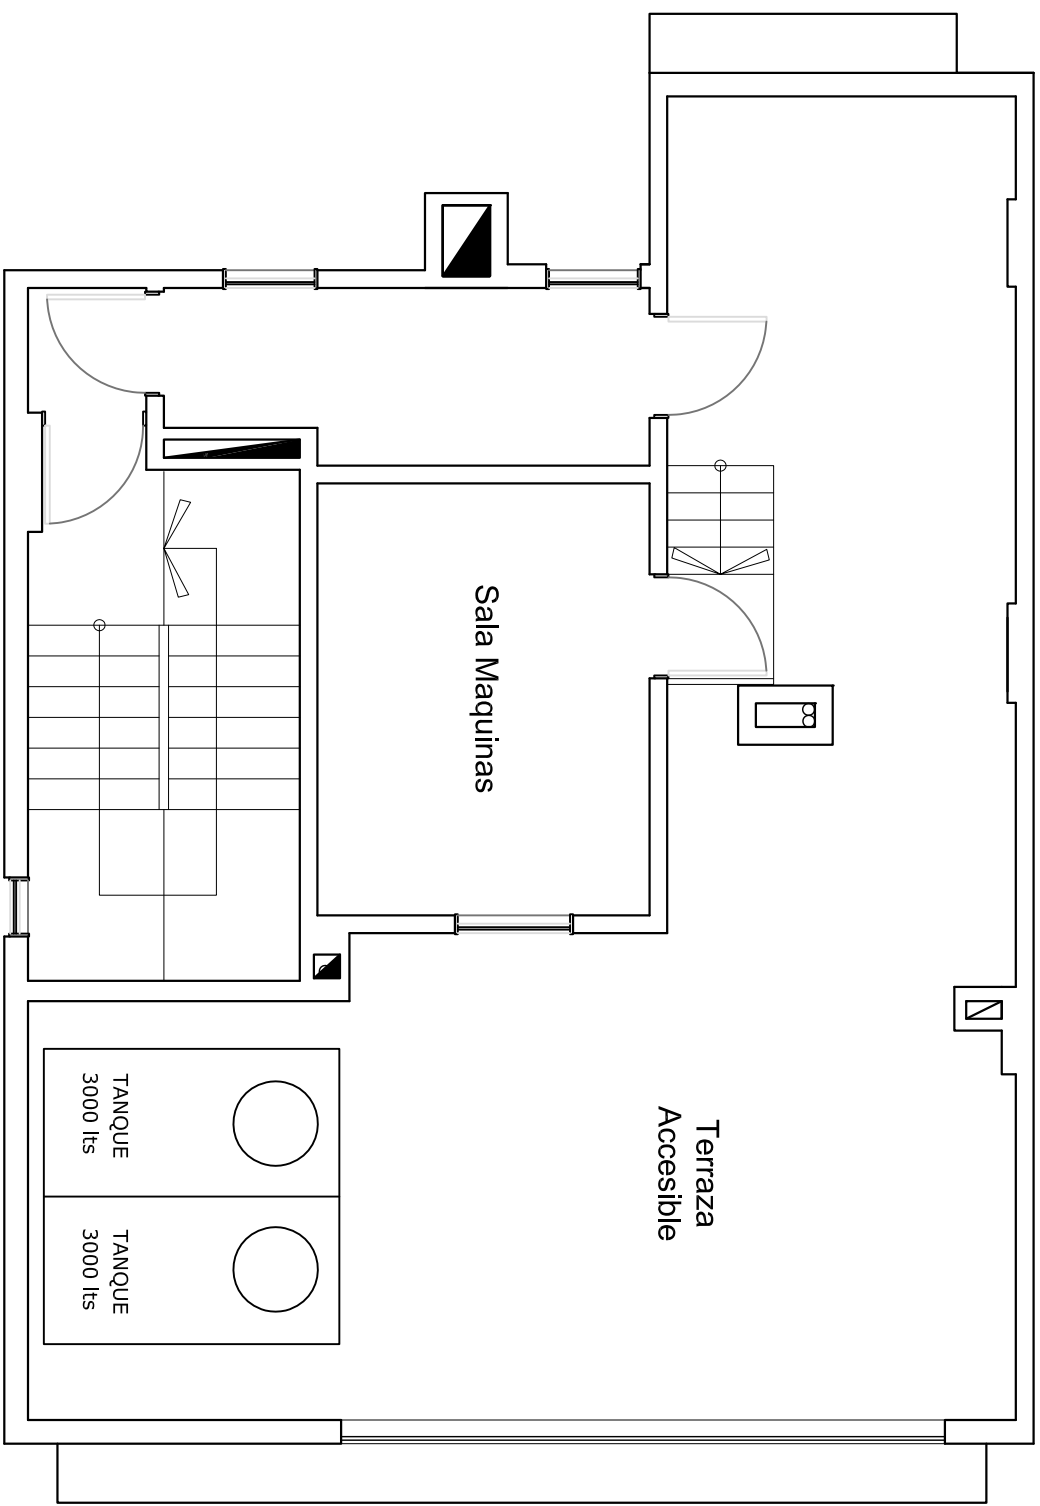 Sala Maquinas
Terraza
Accesible
TANQUE
3000 lts
TANQUE
3000 lts